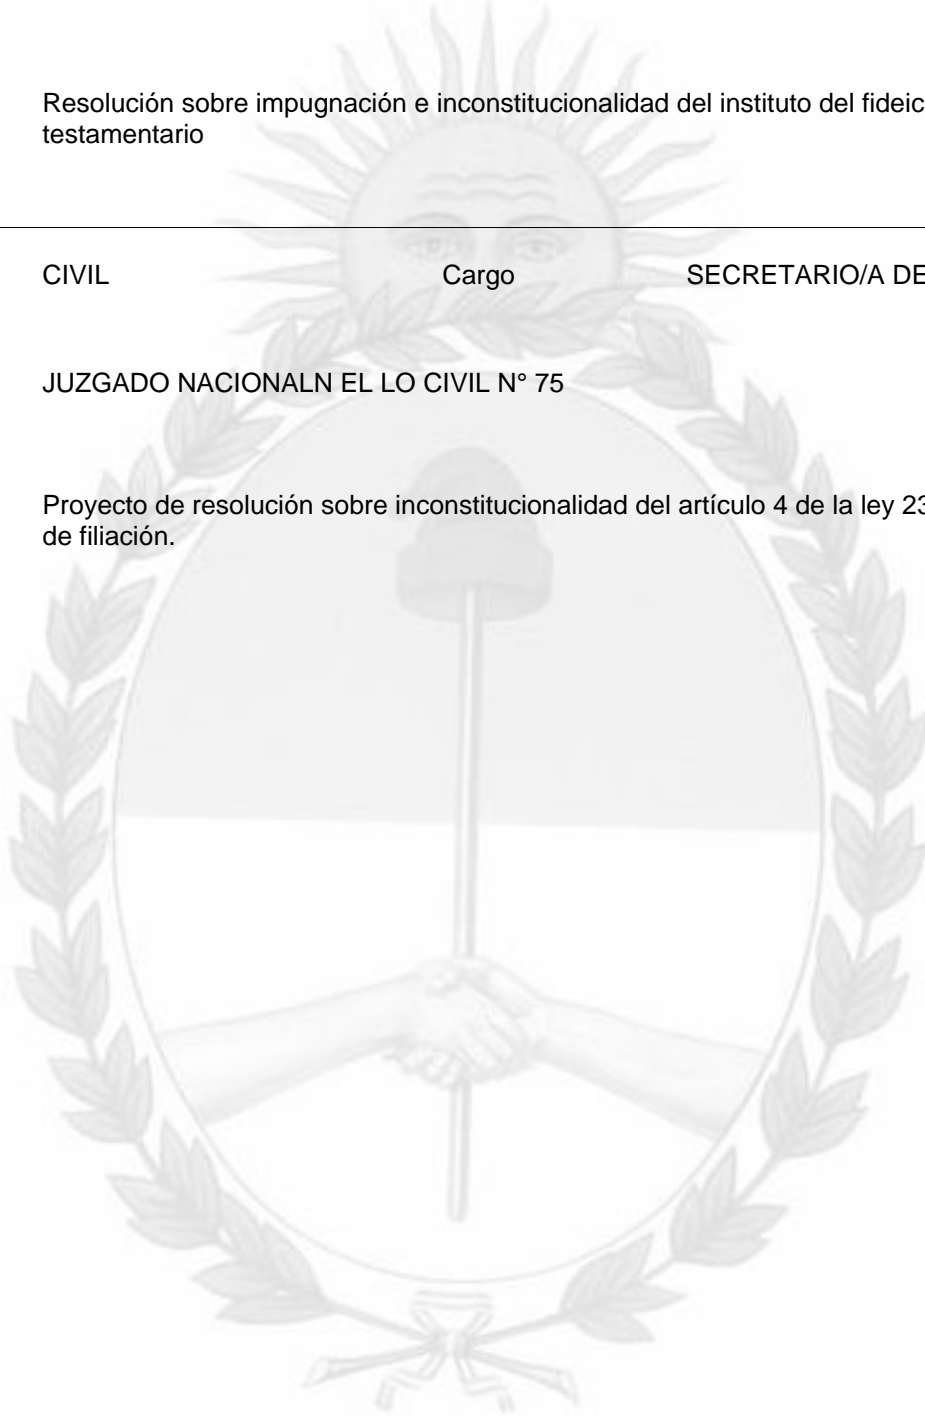 Resolución sobre impugnación e inconstitucionalidad del instituto del fideic
testamentario
CIVIL Cargo SECRETARIO/A DE
JUZGADO NACIONALN EL LO CIVIL N° 75
Proyecto de resolución sobre inconstitucionalidad del artículo 4 de la ley 23
de filiación.